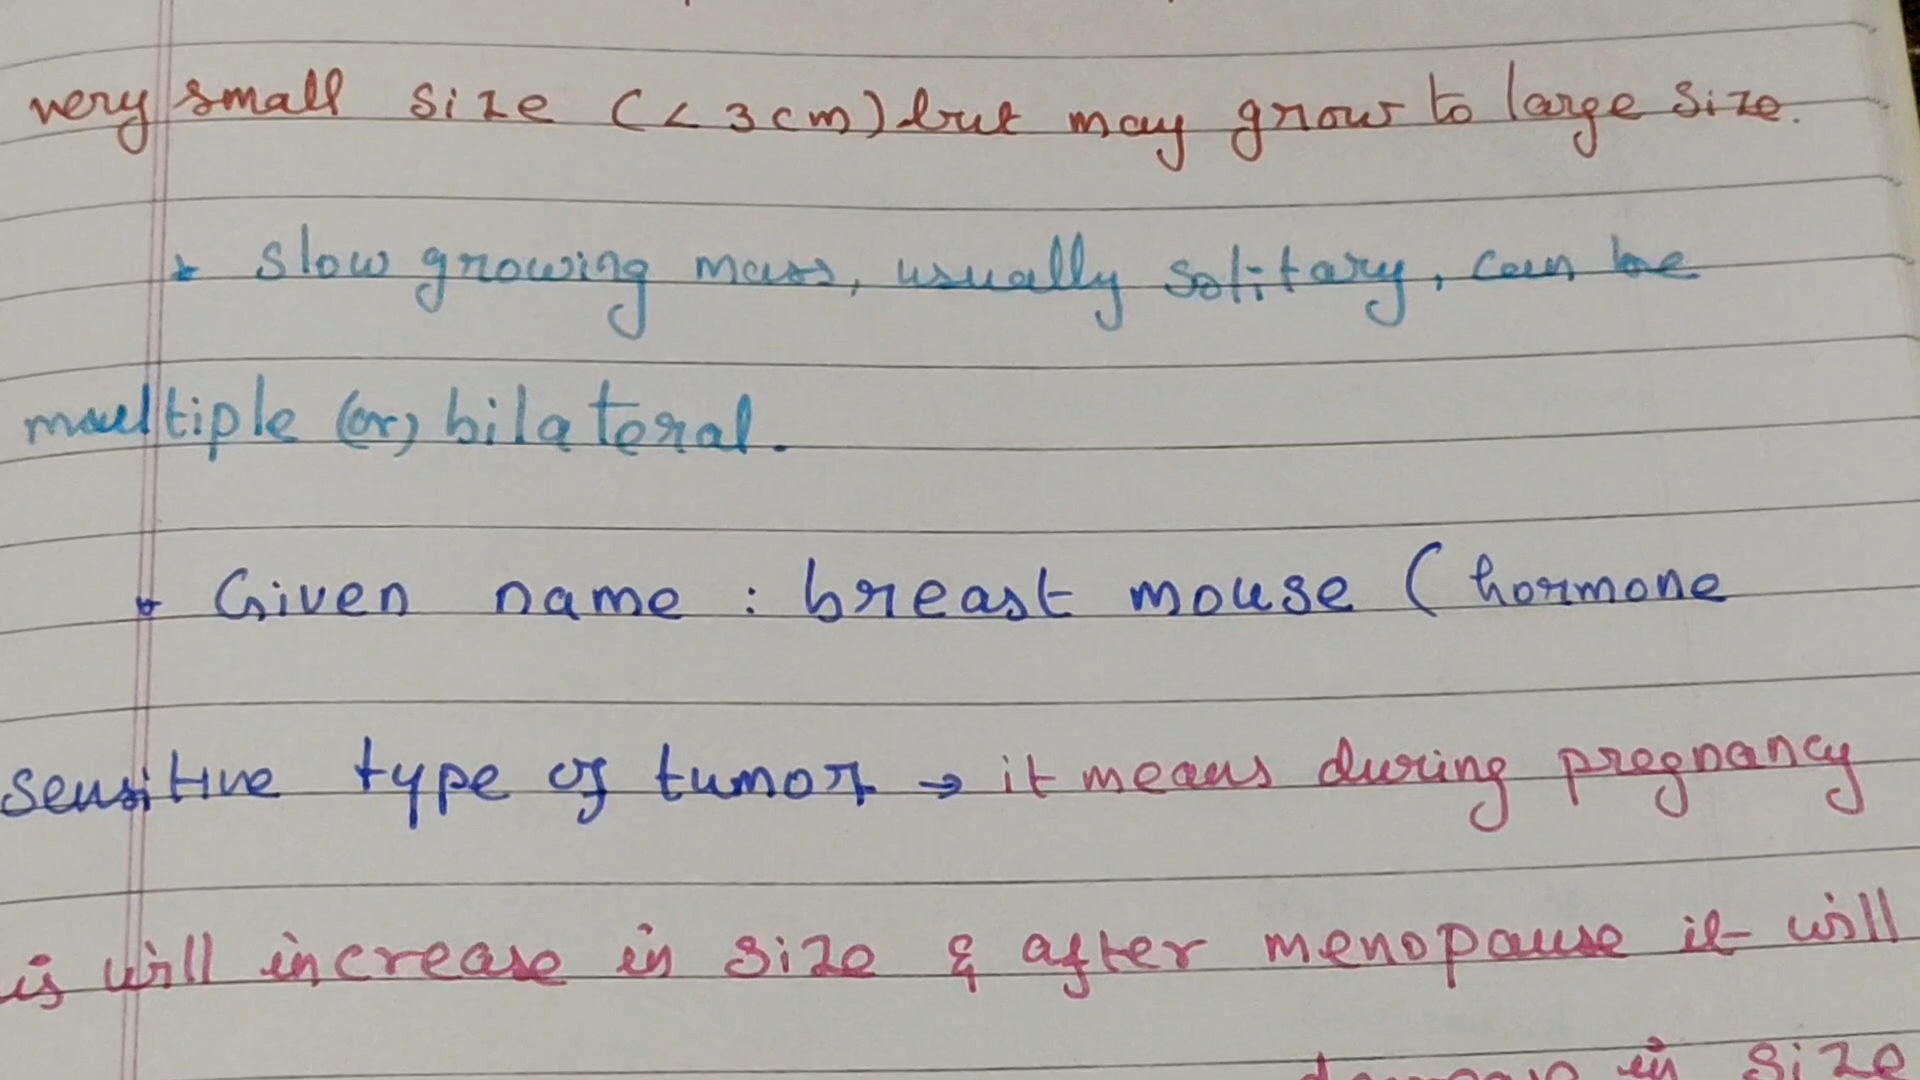 very small size (< 3 cm) but may grow to large size.
* slow growing mass, usually solitary, can be
multiple (or) bilateral.
* Given name : breast mouse (hormone
sensitive type of tumor → it means during pregnancy
is will increase in size & after menopause it will
in size